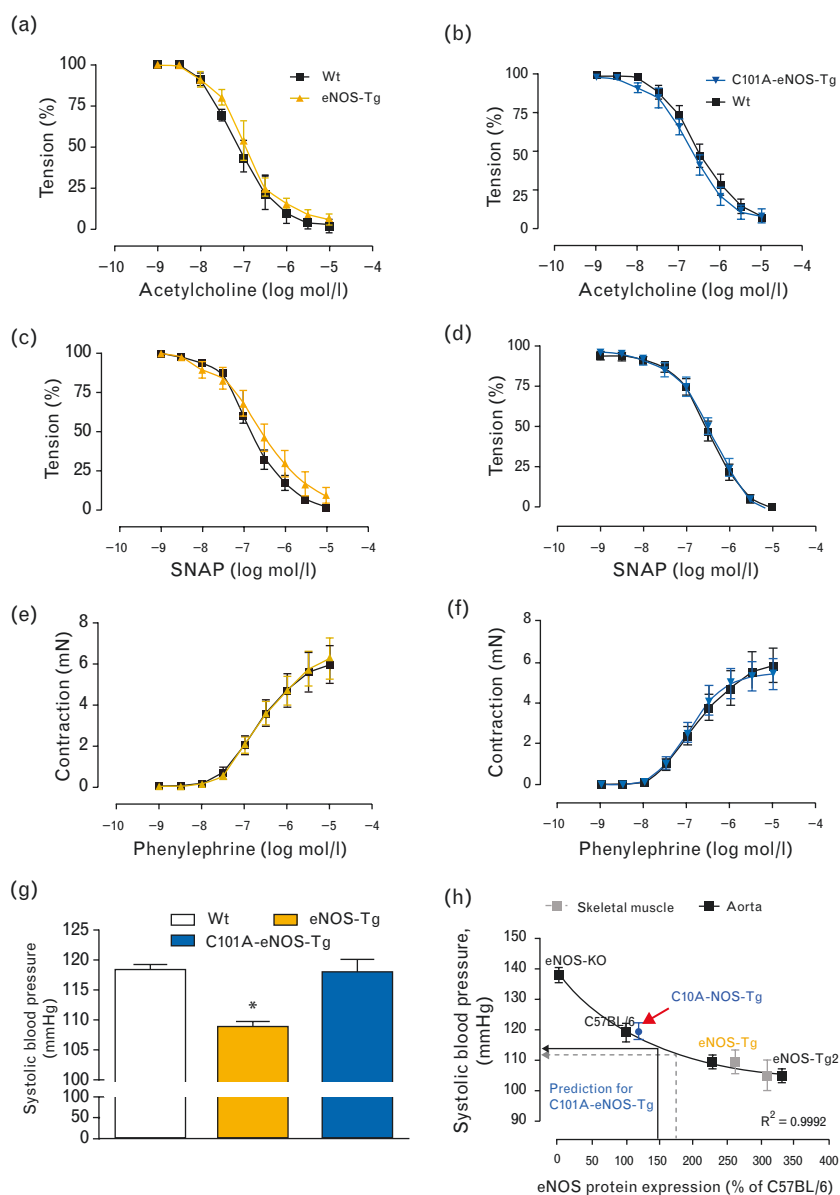 (a)
100
75
50
25
0
Tension (%)
Wt
eNOS-Tg
−10 −9 −8 −7 −6 −5 −4
Acetylcholine (log mol/l)
(b)
100
75
50
25
0
Tension (%)
C101A-eNOS-Tg
Wt
−10 −9 −8 −7 −6 −5 −4
Acetylcholine (log mol/l)
(c)
100
75
50
25
0
Tension (%)
−10 −9 −8 −7 −6 −5 −4
SNAP (log mol/l)
(d)
100
75
50
25
0
Tension (%)
−10 −9 −8 −7 −6 −5 −4
SNAP (log mol/l)
(e)
8
6
4
2
0
Contraction (mN)
−10 −9 −8 −7 −6 −5 −4
Phenylephrine (log mol/l)
(f)
8
6
4
2
0
Contraction (mN)
−10 −9 −8 −7 −6 −5 −4
Phenylephrine (log mol/l)
(g)
Wt
eNOS-Tg
C101A-eNOS-Tg
125
120
115
110
105
100
100
50
0
Systolic blood pressure
(mmHg)
*
(h)
Skeletal muscle
Aorta
150
140
130
120
110
100
90
Systolic blood pressure,
(mmHg)
eNOS-KO
C57BL/6
C10A-NOS-Tg
eNOS-Tg
eNOS-Tg2
Prediction for
C101A-eNOS-Tg
R² = 0.9992
0 50 100 150 200 250 300 350 400
eNOS protein expression (% of C57BL/6)